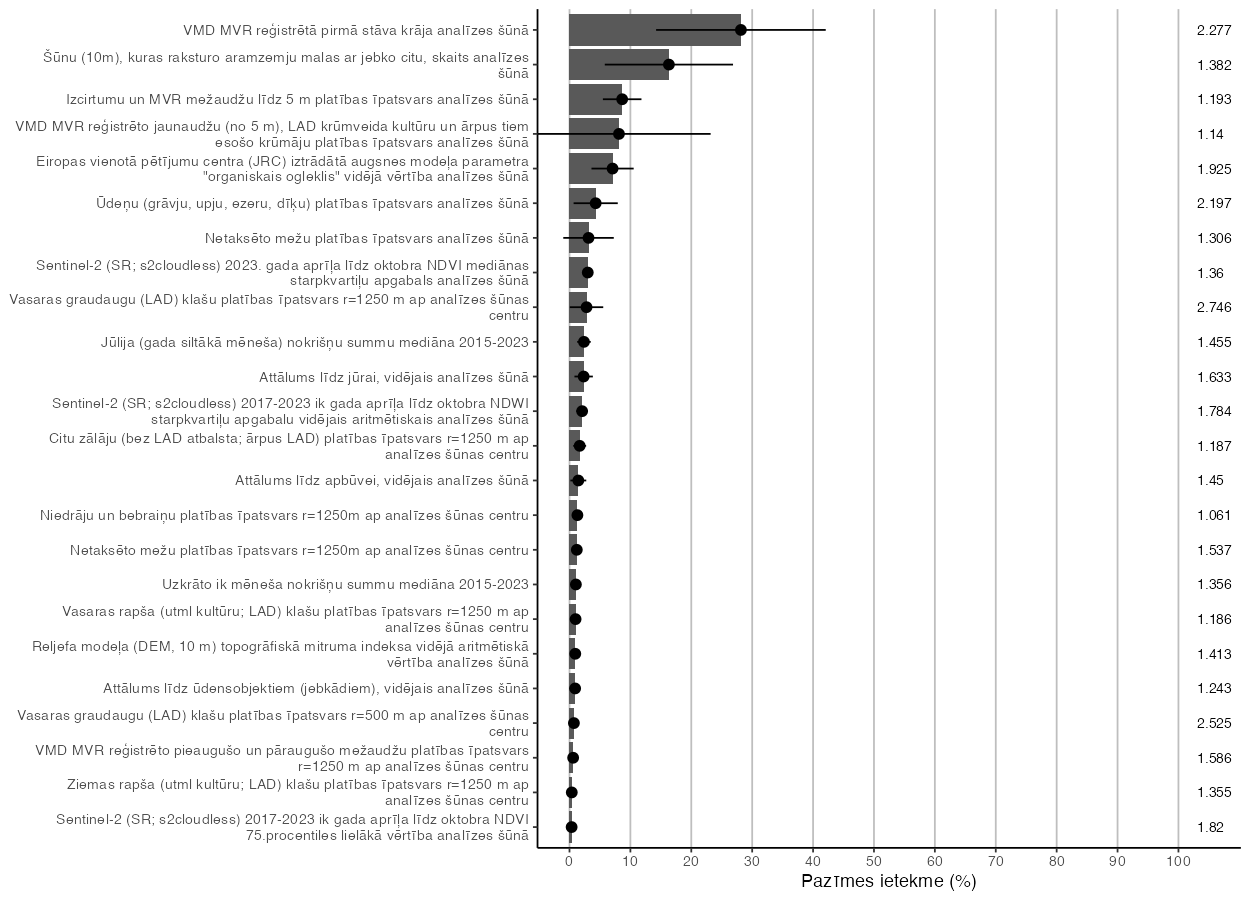 VMD MVR reģistrētā pirmā stāva krāja analīzes šūnā
2.277
Šūnu (10m), kuras raksturo aramzemju malas ar jebko citu, skaits analīzes
šūnā
1.382
Izcirtumu un MVR mežaudžu līdz 5 m platības īpatsvars analīzes šūnā
1.193
VMD MVR reģistrēto jaunaudžu (no 5 m), LAD krūmveida kultūru un ārpus tiem
esošo krūmāju platības īpatsvars analīzes šūnā
1.14
Eiropas vienotā pētījumu centra (JRC) iztrādātā augsnes modeļa parametra
"organiskais ogleklis" vidējā vērtība analīzes šūnā
1.925
Ūdeņu (grāvju, upju, ezeru, dīķu) platības īpatsvars analīzes šūnā
2.197
Netaksēto mežu platības īpatsvars analīzes šūnā
1.306
Sentinel-2 (SR; s2cloudless) 2023. gada aprīļa līdz oktobra NDVI mediānas
starpkvartiļu apgabals analīzes šūnā
1.36
Vasaras graudaugu (LAD) klašu platības īpatsvars r=1250 m ap analīzes šūnas
centru
2.746
Jūlija (gada siltākā mēneša) nokrišņu summu mediāna 2015-2023
1.455
Attālums līdz jūrai, vidējais analīzes šūnā
1.633
Sentinel-2 (SR; s2cloudless) 2017-2023 ik gada aprīļa līdz oktobra NDWI
starpkvartiļu apgabalu vidējais aritmētiskais analīzes šūnā
1.784
Citu zālāju (bez LAD atbalsta; ārpus LAD) platības īpatsvars r=1250 m ap
analīzes šūnas centru
1.187
Attālums līdz apbūvei, vidējais analīzes šūnā
1.45
Niedrāju un bebraiņu platības īpatsvars r=1250m ap analīzes šūnas centru
1.061
Netaksēto mežu platības īpatsvars r=1250m ap analīzes šūnas centru
1.537
Uzkrāto ik mēneša nokrišņu summu mediāna 2015-2023
1.356
Vasaras rapša (utml kultūru; LAD) klašu platības īpatsvars r=1250 m ap
analīzes šūnas centru
1.186
Reljefa modeļa (DEM, 10 m) topogrāfiskā mitruma indeksa vidējā aritmētiskā
vērtība analīzes šūnā
1.413
Attālums līdz ūdensobjektiem (jebkādiem), vidējais analīzes šūnā
1.243
Vasaras graudaugu (LAD) klašu platības īpatsvars r=500 m ap analīzes šūnas
centru
2.525
VMD MVR reģistrēto pieaugušo un pāraugušo mežaudžu platības īpatsvars
r=1250 m ap analīzes šūnas centru
1.586
Ziemas rapša (utml kultūru; LAD) klašu platības īpatsvars r=1250 m ap
analīzes šūnas centru
1.355
Sentinel-2 (SR; s2cloudless) 2017-2023 ik gada aprīļa līdz oktobra NDVI
75.procentiles lielākā vērtība analīzes šūnā
1.82
0 10 20 30 40 50 60 70 80 90 100
Pazīmes ietekme (%)